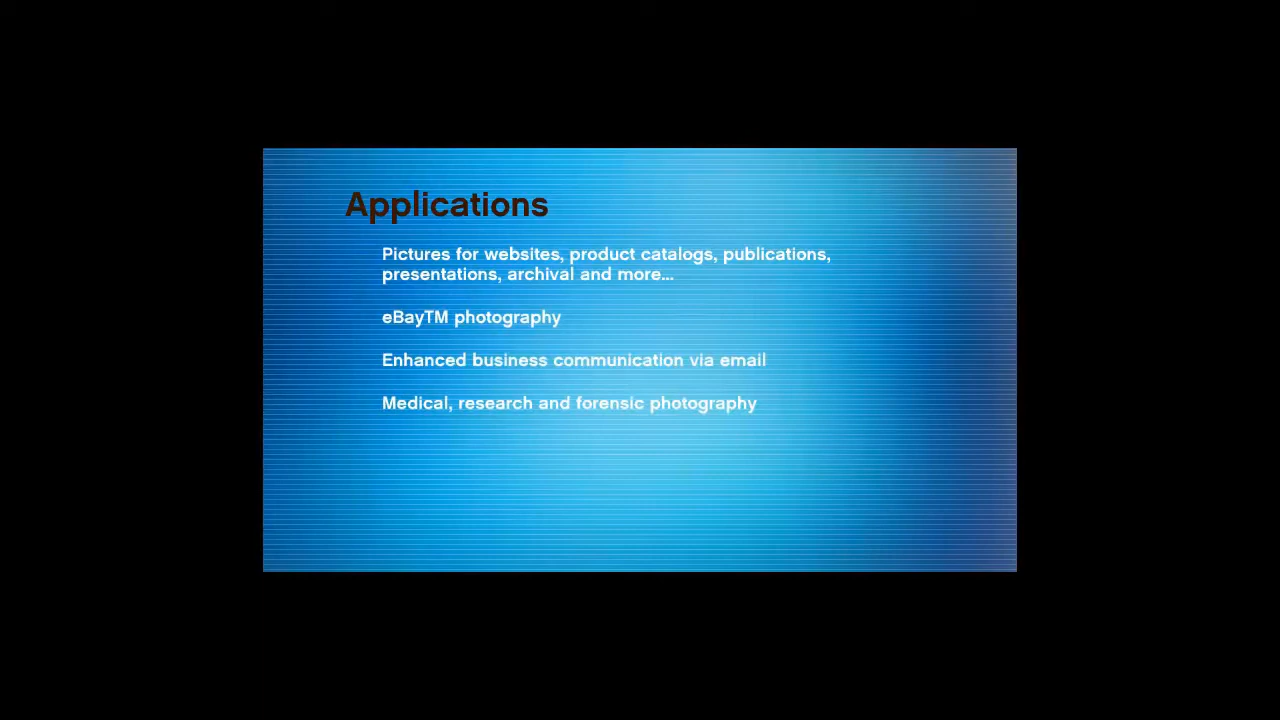 Applications
Pictures for websites, product catalogs, publications,
presentations, archival and more...
eBayTM photography
Enhanced business communication via email
Medical, research and forensic photography